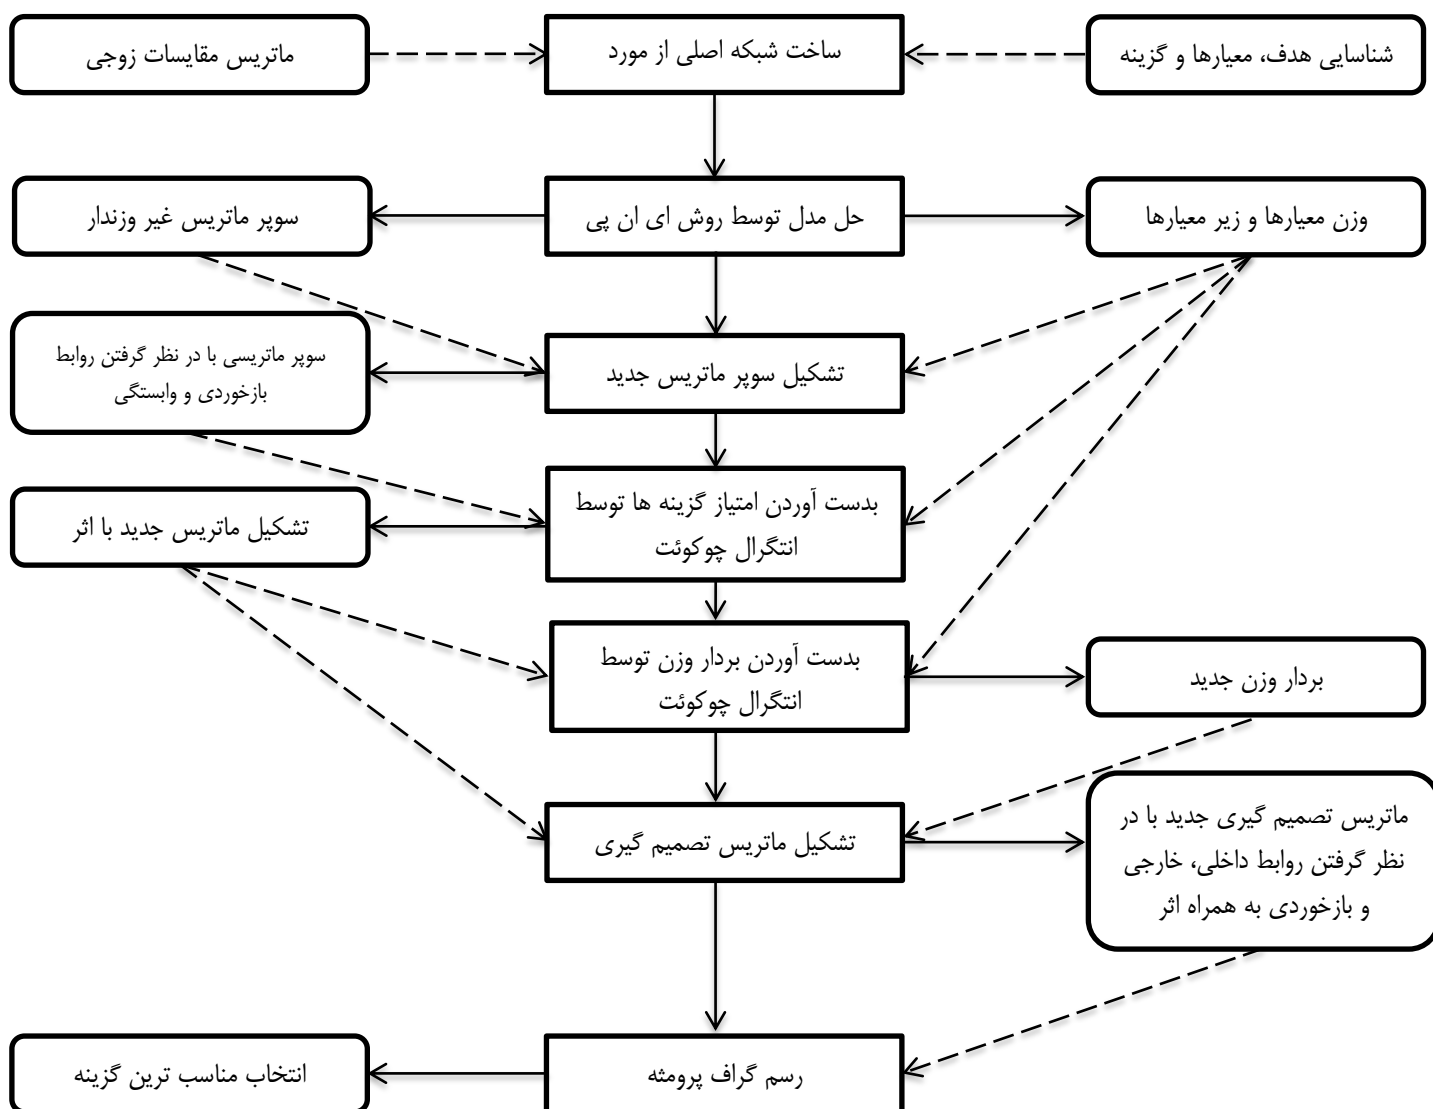 شناسایی هدف، معیارها و گزینه
ساخت شبکه اصلی از مورد
ماتریس مقایسات زوجی
وزن معیارها و زیر معیارها
حل مدل توسط روش ای ان پی
سوپر ماتریس غیر وزندار
تشکیل سوپر ماتریس جدید
سوپر ماتریسی با در نظر گرفتن روابط
بازخوردی و وابستگی
بدست آوردن امتیاز گزینه ها توسط
انتگرال چوکوئت
تشکیل ماتریس جدید با اثر
بدست آوردن بردار وزن توسط
انتگرال چوکوئت
بردار وزن جدید
تشکیل ماتریس تصمیم گیری
ماتریس تصمیم گیری جدید با در
نظر گرفتن روابط داخلی، خارجی
و بازخوردی به همراه اثر
رسم گراف پرومثه
انتخاب مناسب ترین گزینه